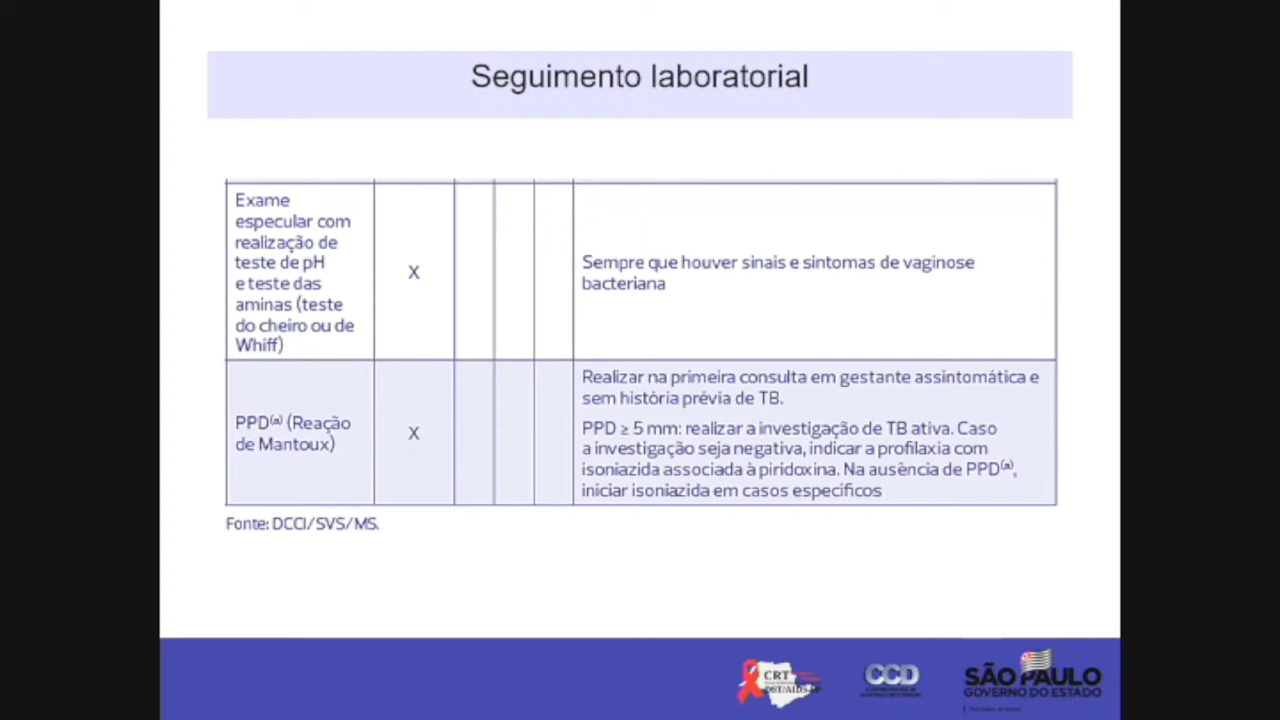 Seguimento laboratorial
Exame
especular com
realização de
teste de pH
e teste das
aminas (teste
do cheiro ou de
Whiff)
X
Sempre que houver sinais e sintomas de vaginose
bacteriana
PPD⁽ᵃ⁾ (Reação
de Mantoux)
X
Realizar na primeira consulta em gestante assintomática e
sem história prévia de TB.
PPD ≥ 5 mm: realizar a investigação de TB ativa. Caso
a investigação seja negativa, indicar a profilaxia com
isoniazida associada à piridoxina. Na ausência de PPD⁽ᵃ⁾,
iniciar isoniazida em casos específicos
Fonte: DCCI/SVS/MS.
CRT
DST/AIDS-SP
CCD
SÃO PAULO
GOVERNO DO ESTADO